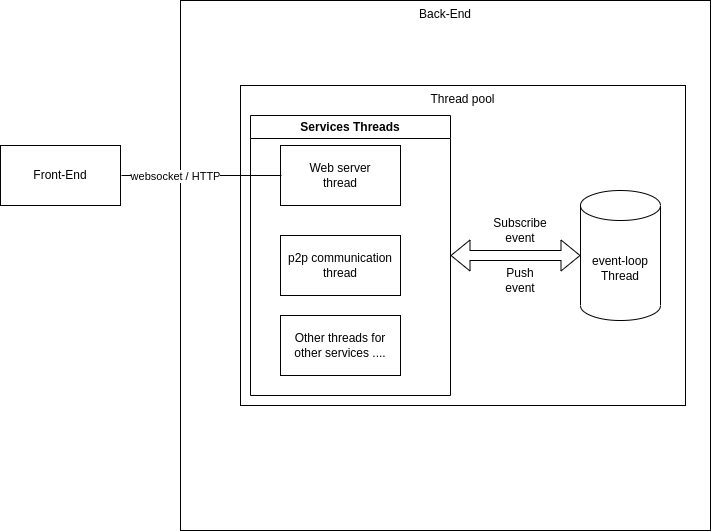 Back-End
Thread pool
Services Threads
Front-End
websocket / HTTP
Web server
thread
p2p communication
thread
Other threads for
other services ....
Subscribe
event
Push
event
event-loop
Thread